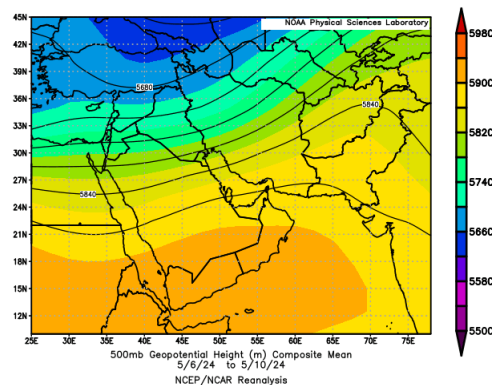 NOAA Physical Sciences Laboratory
45N
42N
39N
36N
33N
30N
27N
24N
21N
18N
15N
12N
25E 30E 35E 40E 45E 50E 55E 60E 65E 70E 75E
5680
5840
5840
5980
5900
5820
5740
5660
5580
5500
500mb Geopotential Height (m) Composite Mean
5/6/24 to 5/10/24
NCEP/NCAR Reanalysis